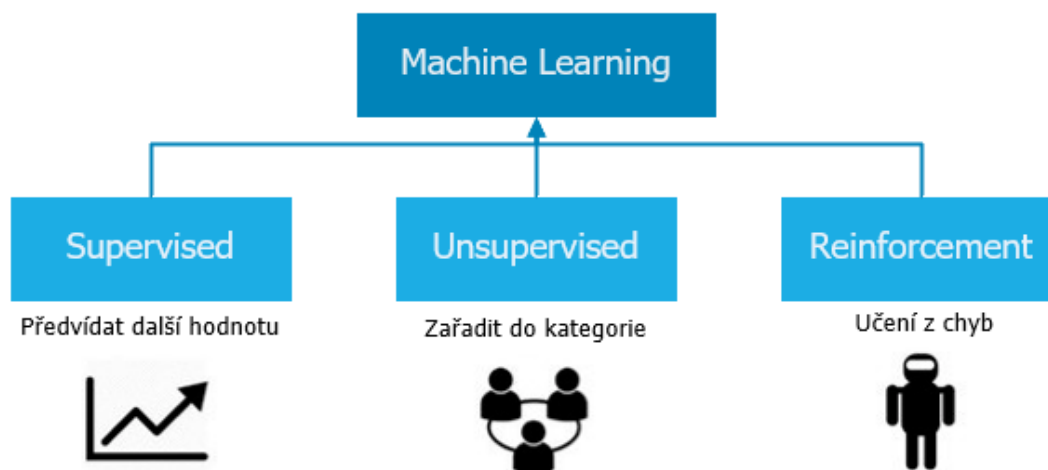 Machine Learning
Supervised
Unsupervised
Reinforcement
Předvídat další hodnotu
Zařadit do kategorie
Učení z chyb